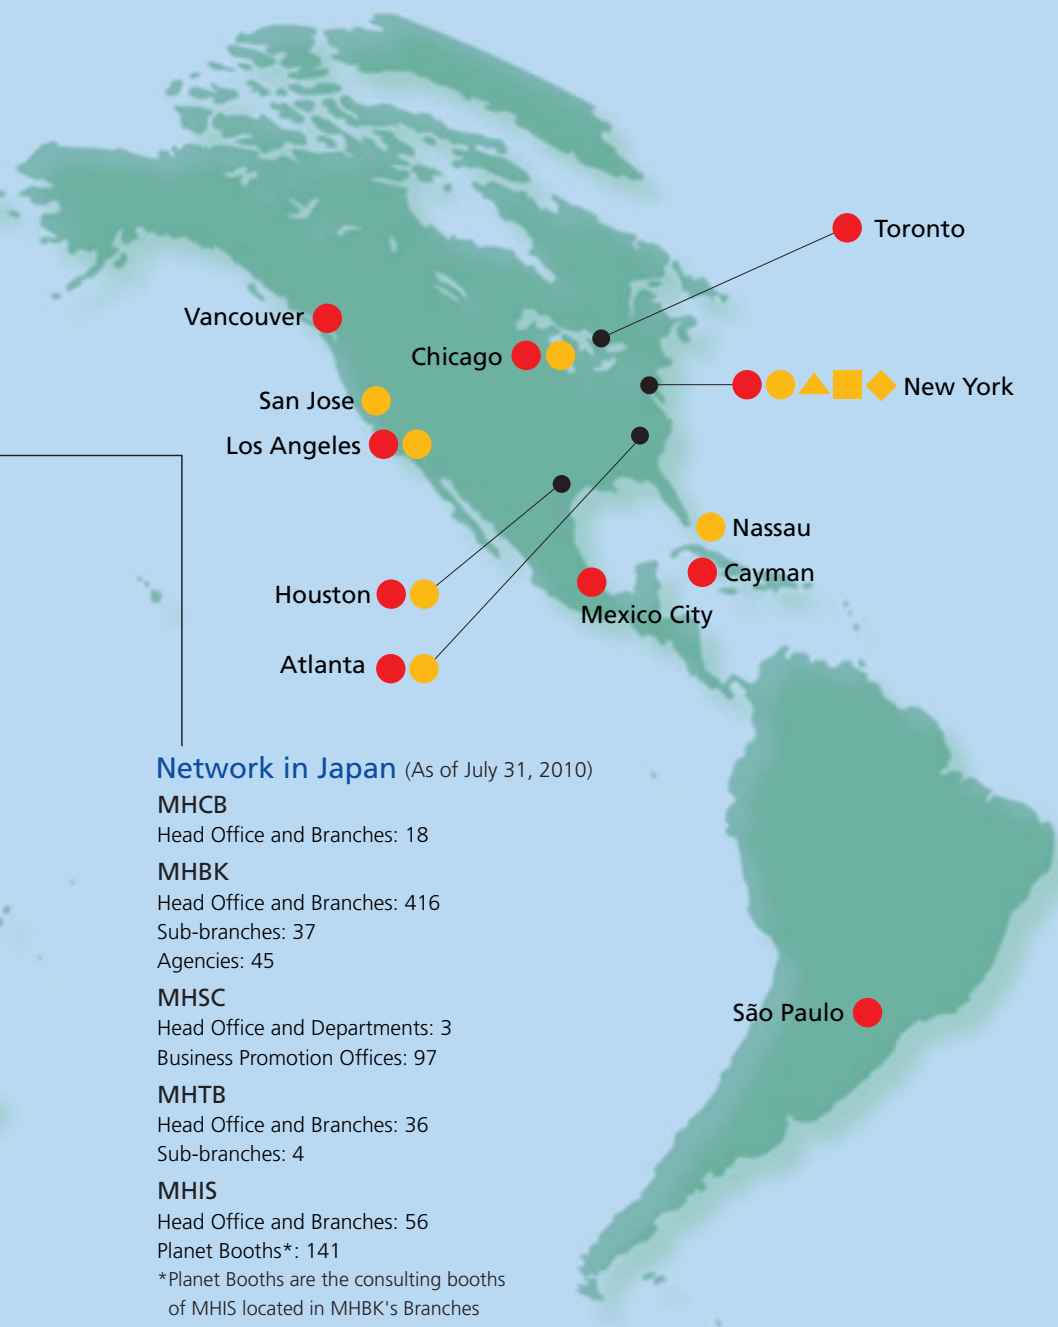 Toronto
Vancouver
Chicago
New York
San Jose
Los Angeles
Nassau
Cayman
Houston
Mexico City
Atlanta
Network in Japan (As of July 31, 2010)
MHCB
Head Office and Branches: 18
MHBK
Head Office and Branches: 416
Sub-branches: 37
Agencies: 45
MHSC
Head Office and Departments: 3
Business Promotion Offices: 97
MHTB
Head Office and Branches: 36
Sub-branches: 4
MHIS
Head Office and Branches: 56
Planet Booths*: 141
*Planet Booths are the consulting booths
of MHIS located in MHBK's Branches
São Paulo